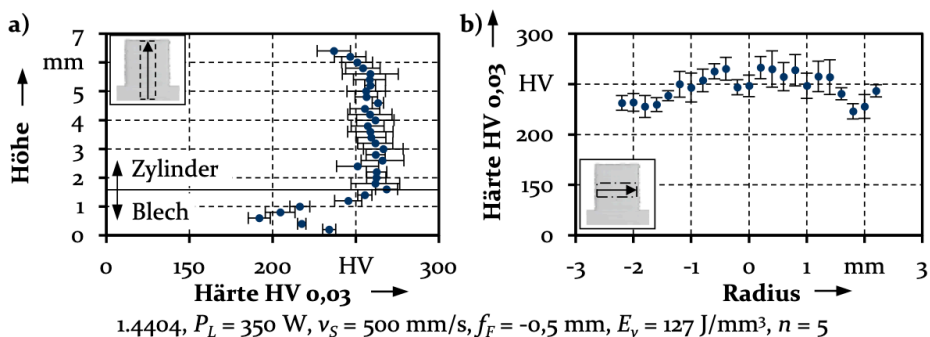 a)
Höhe
7
mm
5
4
3
2
1
0
Zylinder
Blech
0
150
200
HV
300
Härte HV 0,03
b)
Härte HV 0,03
300
HV
200
150
0
-3
-2
-1
0
1
mm
3
Radius
1.4404, P_L = 350 W, v_S = 500 mm/s, f_F = -0,5 mm, E_v = 127 J/mm³, n = 5